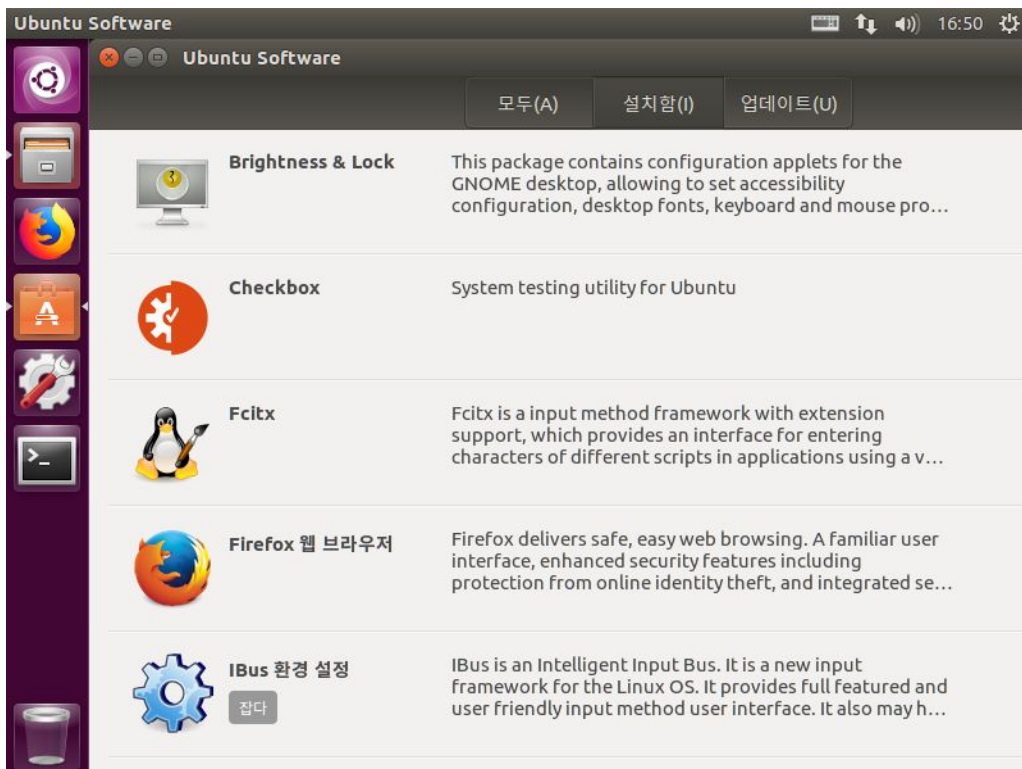 Ubuntu Software
16:50
Ubuntu Software
모두(A) 설치함(I) 업데이트(U)
Brightness & Lock
This package contains configuration applets for the
GNOME desktop, allowing to set accessibility
configuration, desktop fonts, keyboard and mouse pro…
Checkbox
System testing utility for Ubuntu
Fcitx
Fcitx is a input method framework with extension
support, which provides an interface for entering
characters of different scripts in applications using a v…
Firefox 웹 브라우저
Firefox delivers safe, easy web browsing. A familiar user
interface, enhanced security features including
protection from online identity theft, and integrated se…
IBus 환경 설정
잡다
IBus is an Intelligent Input Bus. It is a new input
framework for the Linux OS. It provides full featured and
user friendly input method user interface. It also may h…